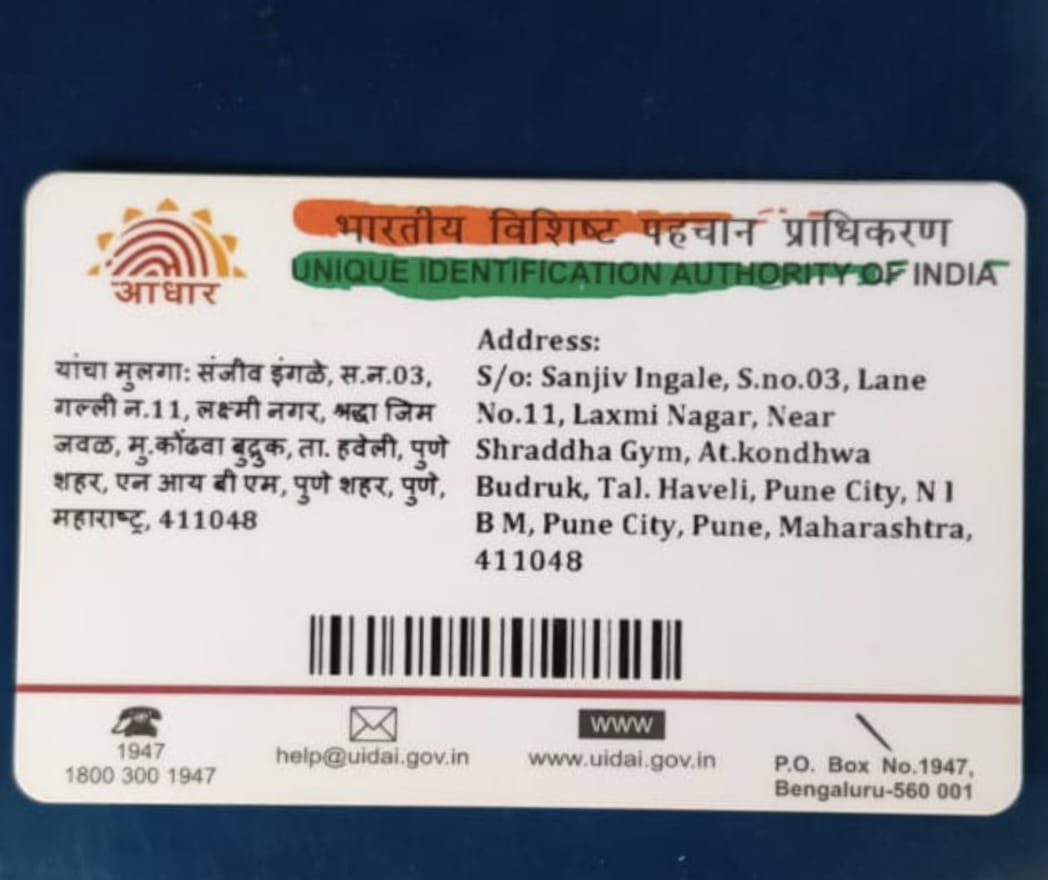 भारतीय विशिष्ट पहचान प्राधिकरण
UNIQUE IDENTIFICATION AUTHORITY OF INDIA
आधार
यांचा मुलगा: संजीव इंगळे, स.न.03,
गल्ली न.11, लक्ष्मी नगर, श्रद्धा जिम
जवळ, मु.कोंढवा बुद्रुक, ता. हवेली, पुणे
शहर, एन आय बी एम, पुणे शहर, पुणे,
महाराष्ट्र, 411048
Address:
S/o: Sanjiv Ingale, S.no.03, Lane
No.11, Laxmi Nagar, Near
Shraddha Gym, At.kondhwa
Budruk, Tal. Haveli, Pune City, N I
B M, Pune City, Pune, Maharashtra,
411048
1947
1800 300 1947
help@uidai.gov.in
www
www.uidai.gov.in
P.O. Box No.1947,
Bengaluru-560 001